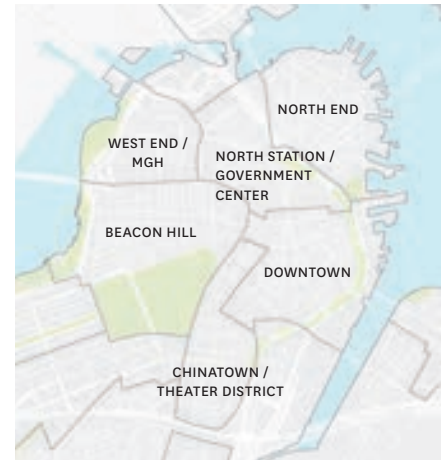 NORTH END
WEST END /
MGH
NORTH STATION /
GOVERNMENT
CENTER
BEACON HILL
DOWNTOWN
CHINATOWN /
THEATER DISTRICT